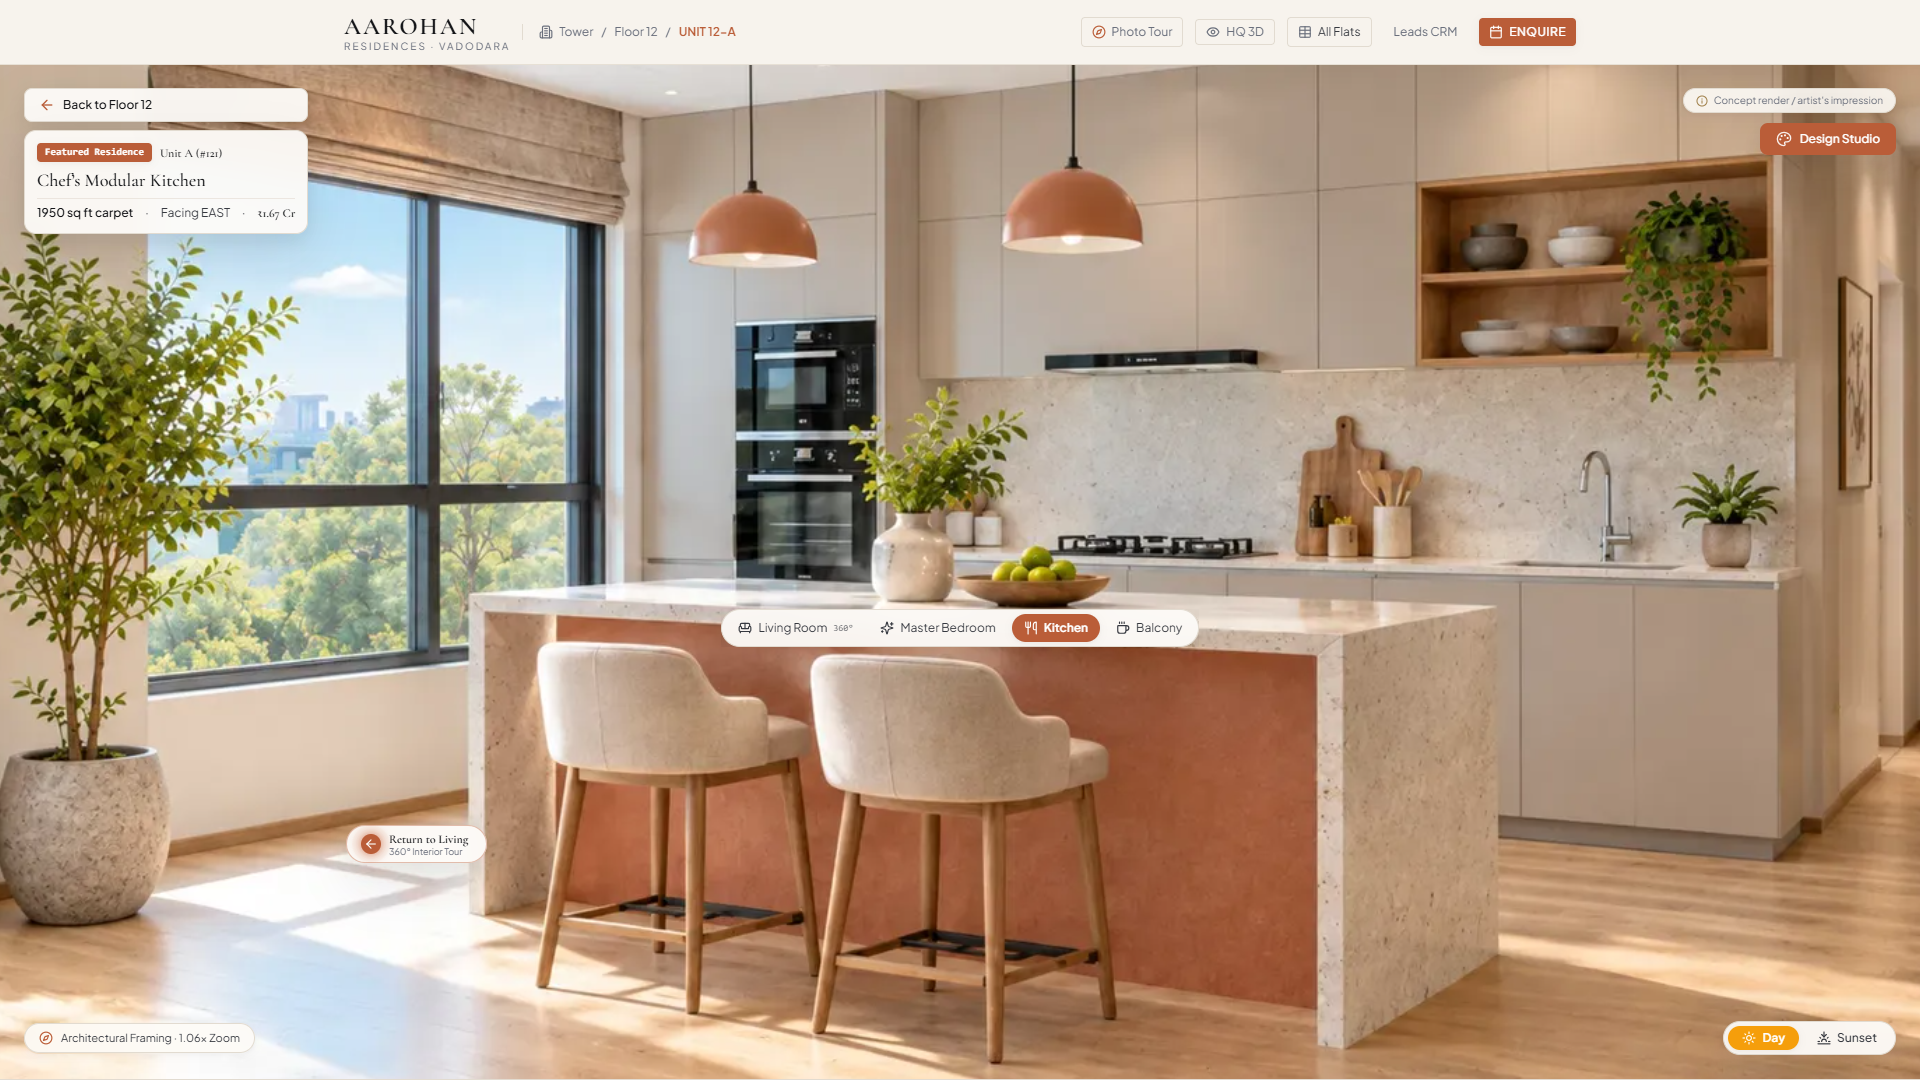 AAROHAN
RESIDENCES · VADODARA
Tower / Floor 12 / UNIT 12-A
Photo Tour
HQ 3D
All Flats
Leads CRM
ENQUIRE
Back to Floor 12
Featured Residence Unit A (#121)
Chef's Modular Kitchen
1950 sq ft carpet · Facing EAST · ₹1.67 Cr
Concept render / artist's impression
Design Studio
Living Room 360°
Master Bedroom
Kitchen
Balcony
Return to Living
360° Interior Tour
Architectural Framing · 1.06x Zoom
Day
Sunset